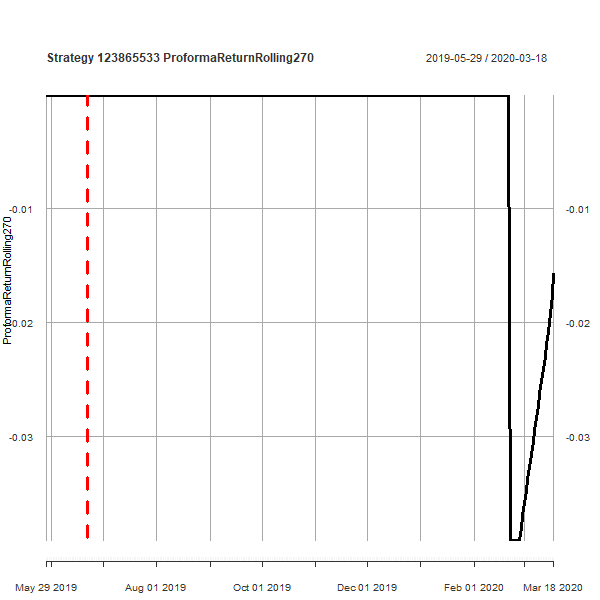 Strategy 123865533 ProformaReturnRolling270
2019-05-29 / 2020-03-18
ProformaReturnRolling270
-0.01
-0.02
-0.03
-0.01
-0.02
-0.03
May 29 2019
Aug 01 2019
Oct 01 2019
Dec 01 2019
Feb 01 2020
Mar 18 2020